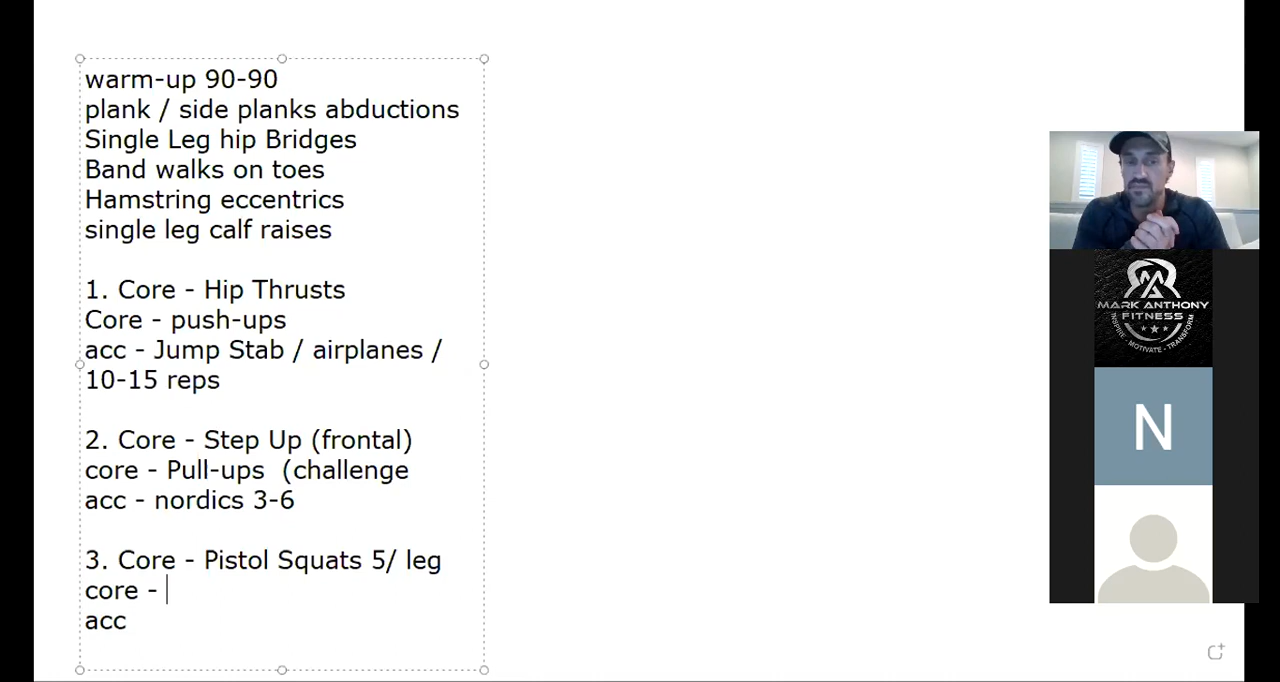 warm-up 90-90
plank / side planks abductions
Single Leg hip Bridges
Band walks on toes
Hamstring eccentrics
single leg calf raises
1. Core - Hip Thrusts
Core - push-ups
acc - Jump Stab / airplanes /
10-15 reps
2. Core - Step Up (frontal)
core - Pull-ups  (challenge
acc - nordics 3-6
3. Core - Pistol Squats 5/ leg
core -
acc
MARK ANTHONY
FITNESS
INSPIRE - MOTIVATE - TRANSFORM
N